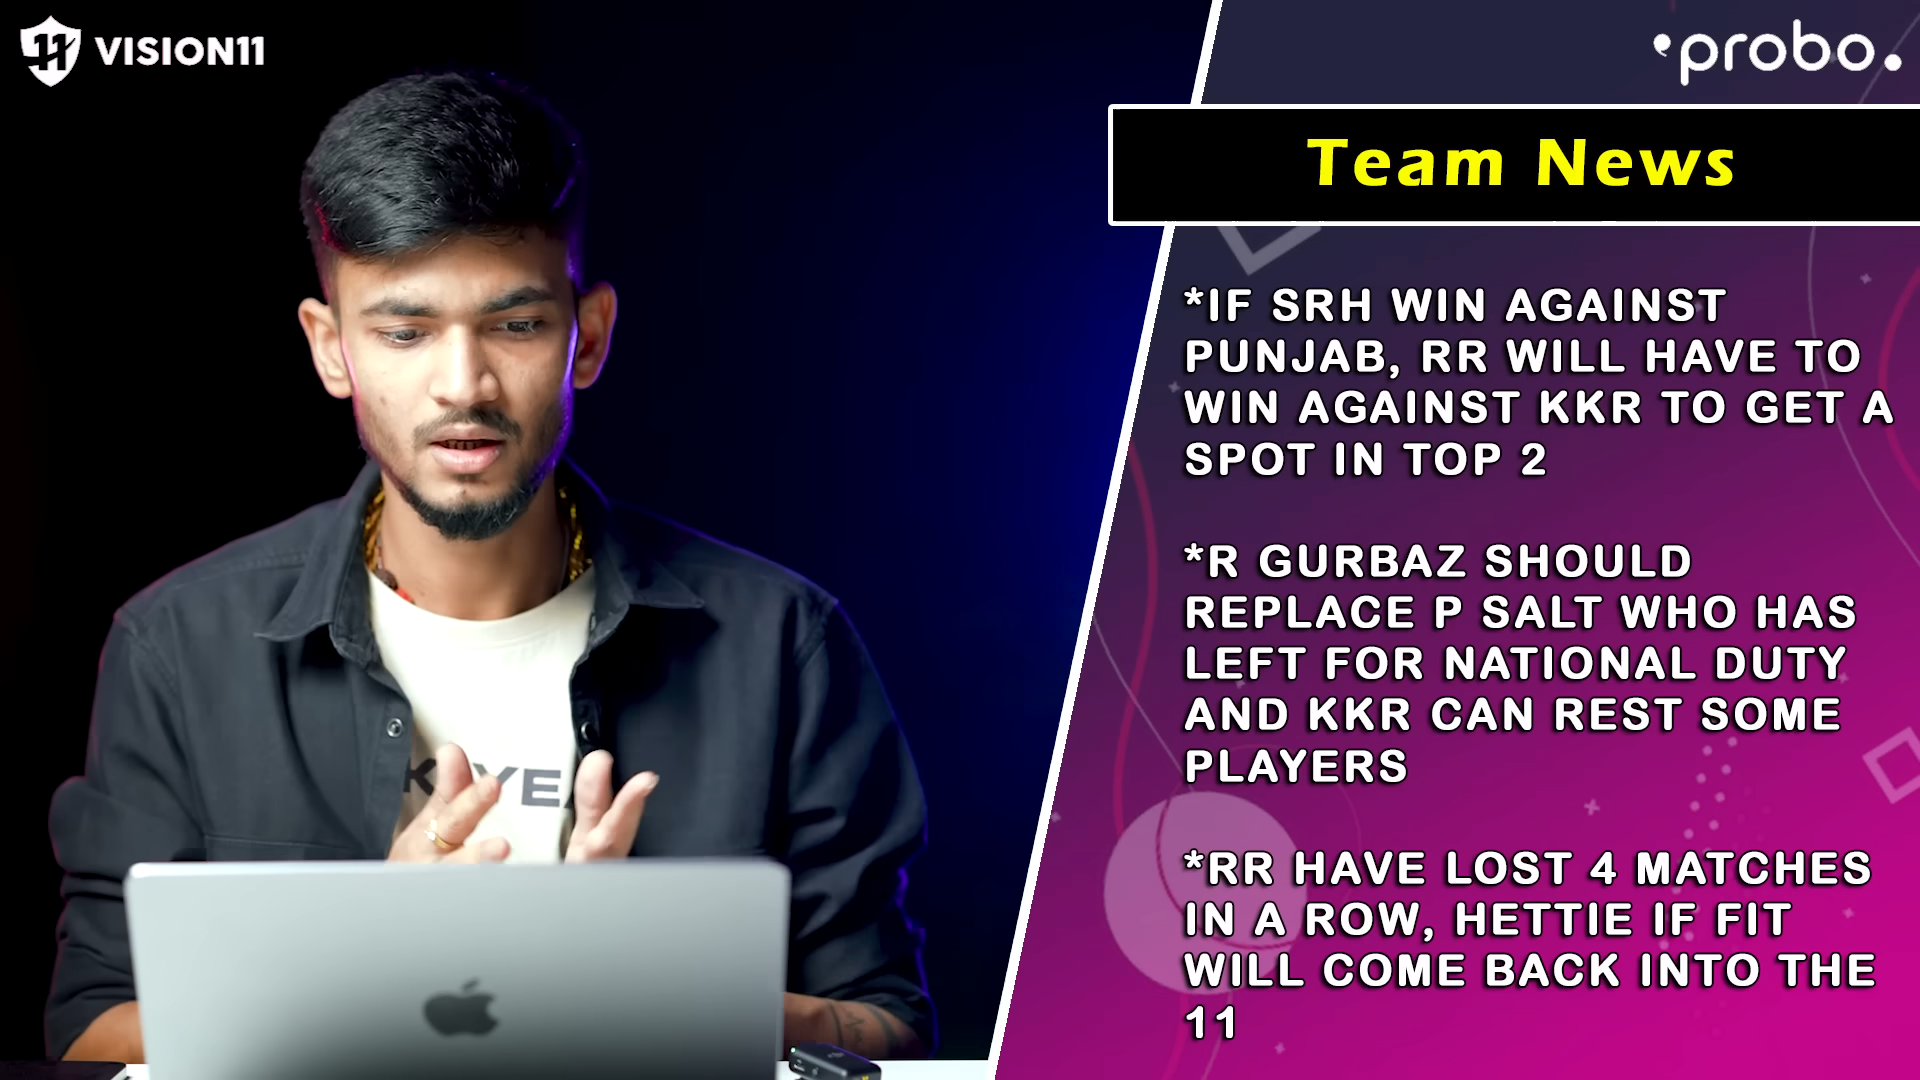 VISION11
probo.
Team News
*IF SRH WIN AGAINST
PUNJAB, RR WILL HAVE TO
WIN AGAINST KKR TO GET A
SPOT IN TOP 2
*R GURBAZ SHOULD
REPLACE P SALT WHO HAS
LEFT FOR NATIONAL DUTY
AND KKR CAN REST SOME
PLAYERS
*RR HAVE LOST 4 MATCHES
IN A ROW, HETTIE IF FIT
WILL COME BACK INTO THE
11